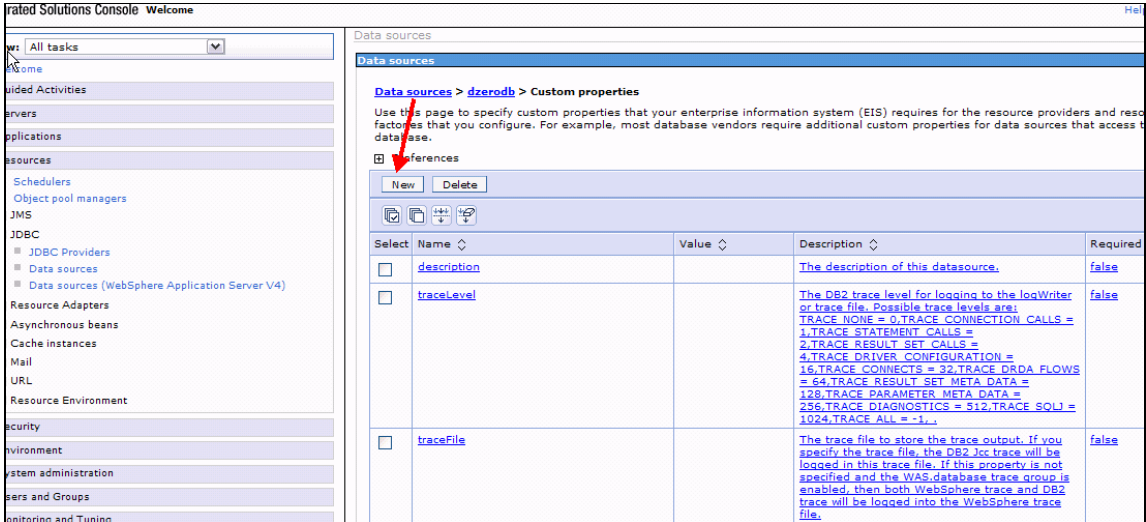 rated Solutions Console Welcome
Help
w: All tasks
elcome
uided Activities
ervers
pplications
esources
Schedulers
Object pool managers
JMS
JDBC
JDBC Providers
Data sources
Data sources (WebSphere Application Server V4)
Resource Adapters
Asynchronous beans
Cache instances
Mail
URL
Resource Environment
ecurity
nvironment
ystem administration
sers and Groups
onitoring and Tuning
Data sources
Data sources
Data sources > dzerodb > Custom properties
Use this page to specify custom properties that your enterprise information system (EIS) requires for the resource providers and reso
factories that you configure. For example, most database vendors require additional custom properties for data sources that access t
database.
Preferences
New Delete
Select Name Value Description Required
description The description of this datasource. false
traceLevel The DB2 trace level for logging to the logWriter false
or trace file. Possible trace levels are:
TRACE_NONE = 0,TRACE_CONNECTION_CALLS =
1,TRACE_STATEMENT_CALLS =
2,TRACE_RESULT_SET_CALLS =
4,TRACE_DRIVER_CONFIGURATION =
16,TRACE_CONNECTS = 32,TRACE_DRDA_FLOWS
= 64,TRACE_RESULT_SET_META_DATA =
128,TRACE_PARAMETER_META_DATA =
256,TRACE_DIAGNOSTICS = 512,TRACE_SQLJ =
1024,TRACE_ALL = -1, .
traceFile The trace file to store the trace output. If you false
specify the trace file, the DB2 Jcc trace will be
logged in this trace file. If this property is not
specified and the WAS.database trace group is
enabled, then both WebSphere trace and DB2
trace will be logged into the WebSphere trace
file.